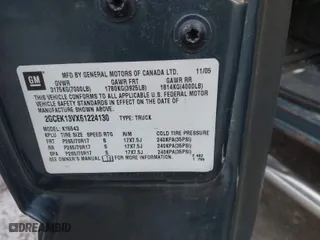 GM
MFD BY GENERAL MOTORS OF CANADA LTD. 11/05
GVWR GAWR FRT GAWR RR
3175KG(7000LB) 1780KG(3925LB) 1814KG(4000LB)
THIS VEHICLE CONFORMS TO ALL APPLICABLE U.S. FEDERAL MOTOR
VEHICLE SAFETY STANDARDS IN EFFECT ON THE DATE OF
MANUFACTURE SHOWN ABOVE.
2GCEK13VX61224130 TYPE: TRUCK
MODEL: K15543
TIRE SIZE SPEED RTG RIM COLD TIRE PRESSURE
FRT P265/70R17 S 17X7.5J 240KPA(35PSI)
RR P265/70R17 S 17X7.5J 240KPA(35PSI)
SPA P265/70R17 S 17X7.5J 240KPA(35PSI)
SEE OWNER'S MANUAL FOR ADDITIONAL INFORMATION.